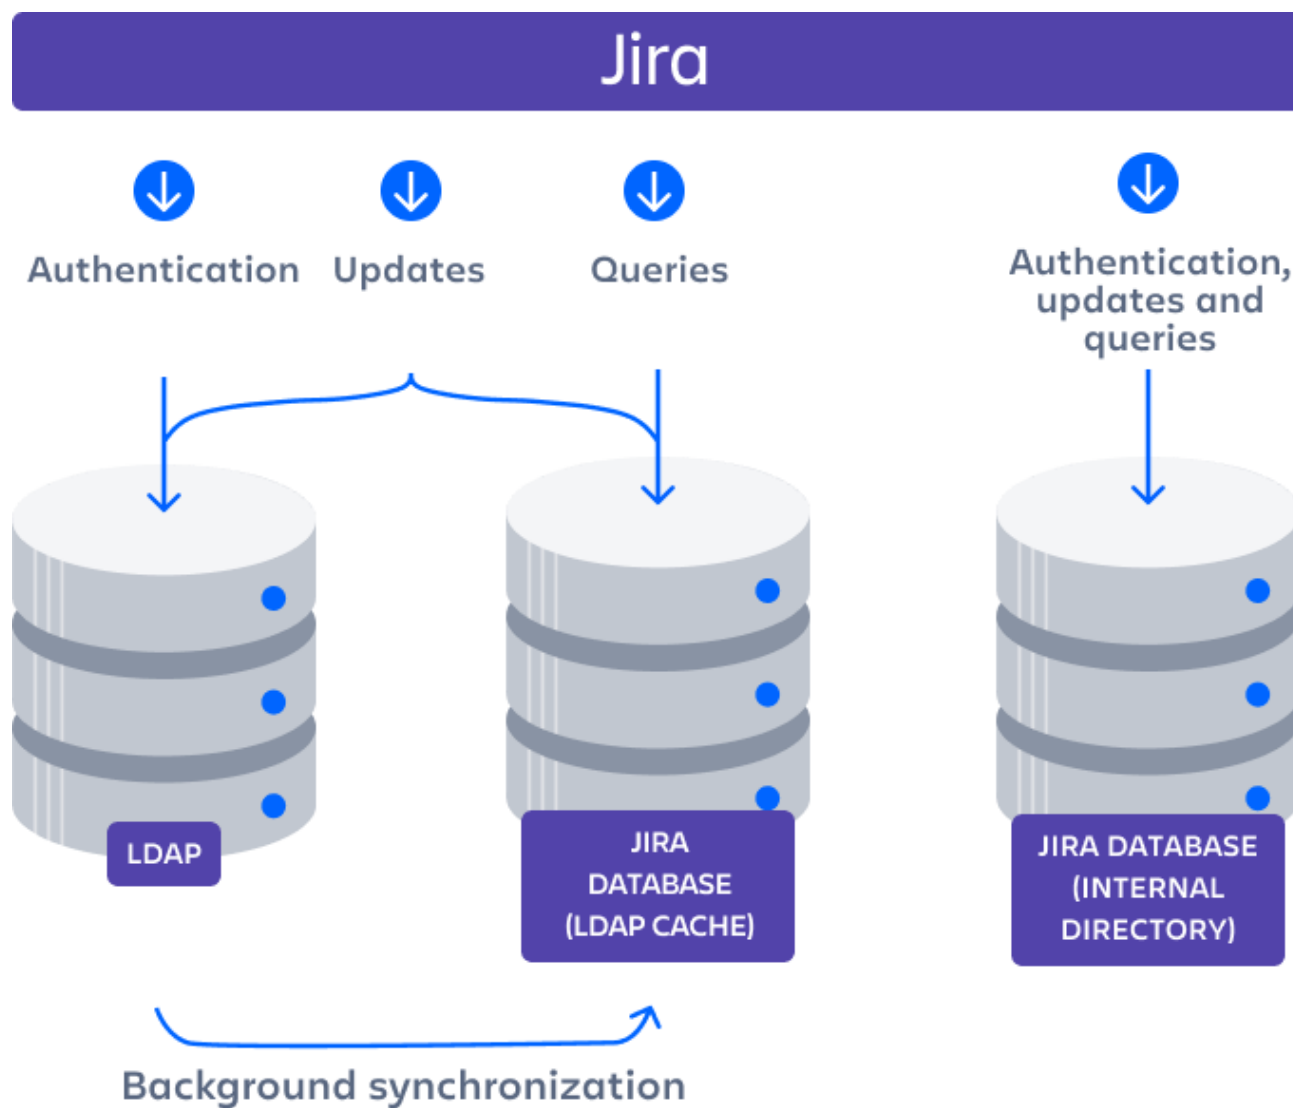 Jira
Authentication
Updates
Queries
Authentication,
updates and
queries
LDAP
JIRA
DATABASE
(LDAP CACHE)
JIRA DATABASE
(INTERNAL
DIRECTORY)
Background synchronization